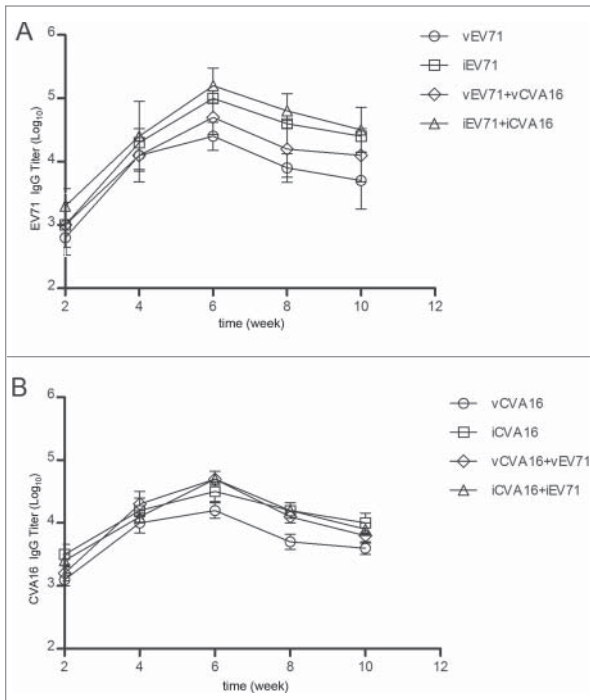 A
EV71 IgG Titer (Log10)
6
5
4
3
2
2 4 6 8 10 12
time (week)
vEV71
iEV71
vEV71+vCVA16
iEV71+iCVA16
B
CVA16 IgG Titer (Log10)
6
5
4
3
2
2 4 6 8 10 12
time (week)
vCVA16
iCVA16
vCVA16+vEV71
iCVA16+iEV71